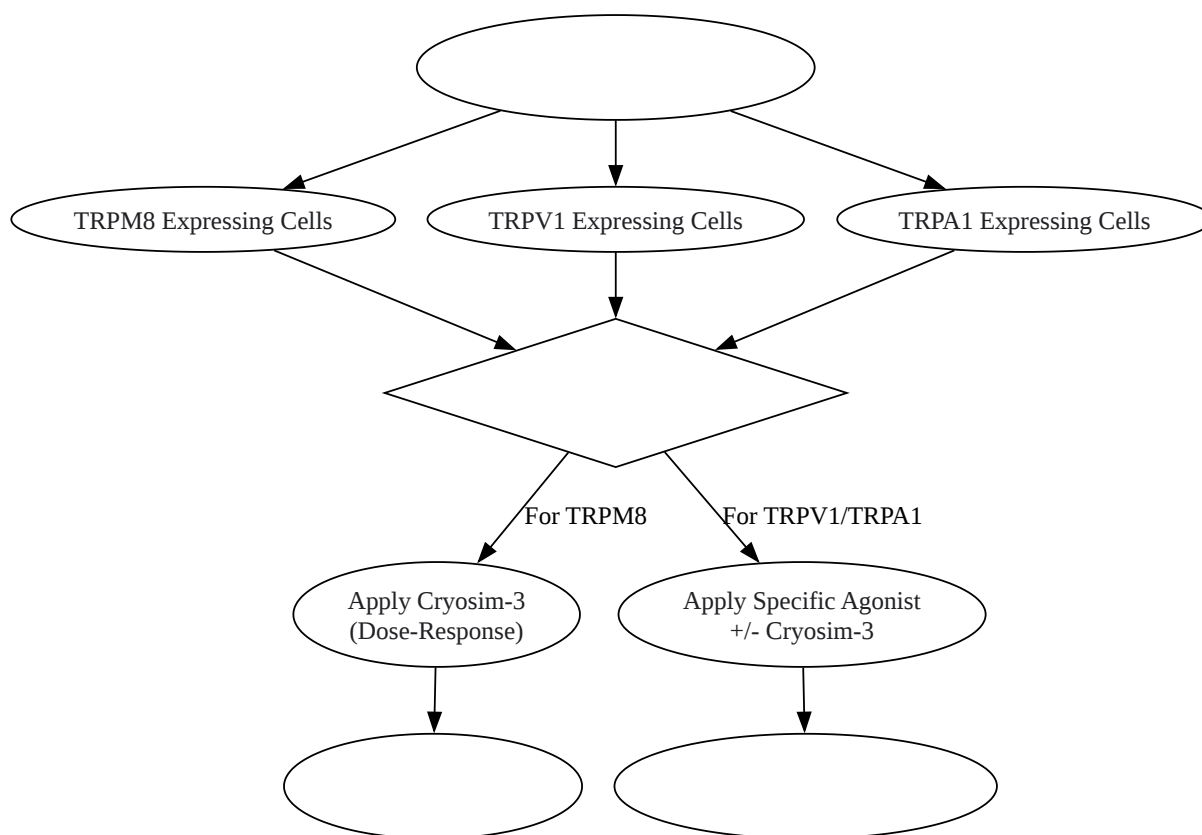 TRPM8 Expressing Cells
TRPV1 Expressing Cells
TRPA1 Expressing Cells
For TRPM8
For TRPV1/TRPA1
Apply Cryosim-3
(Dose-Response)
Apply Specific Agonist
+/- Cryosim-3